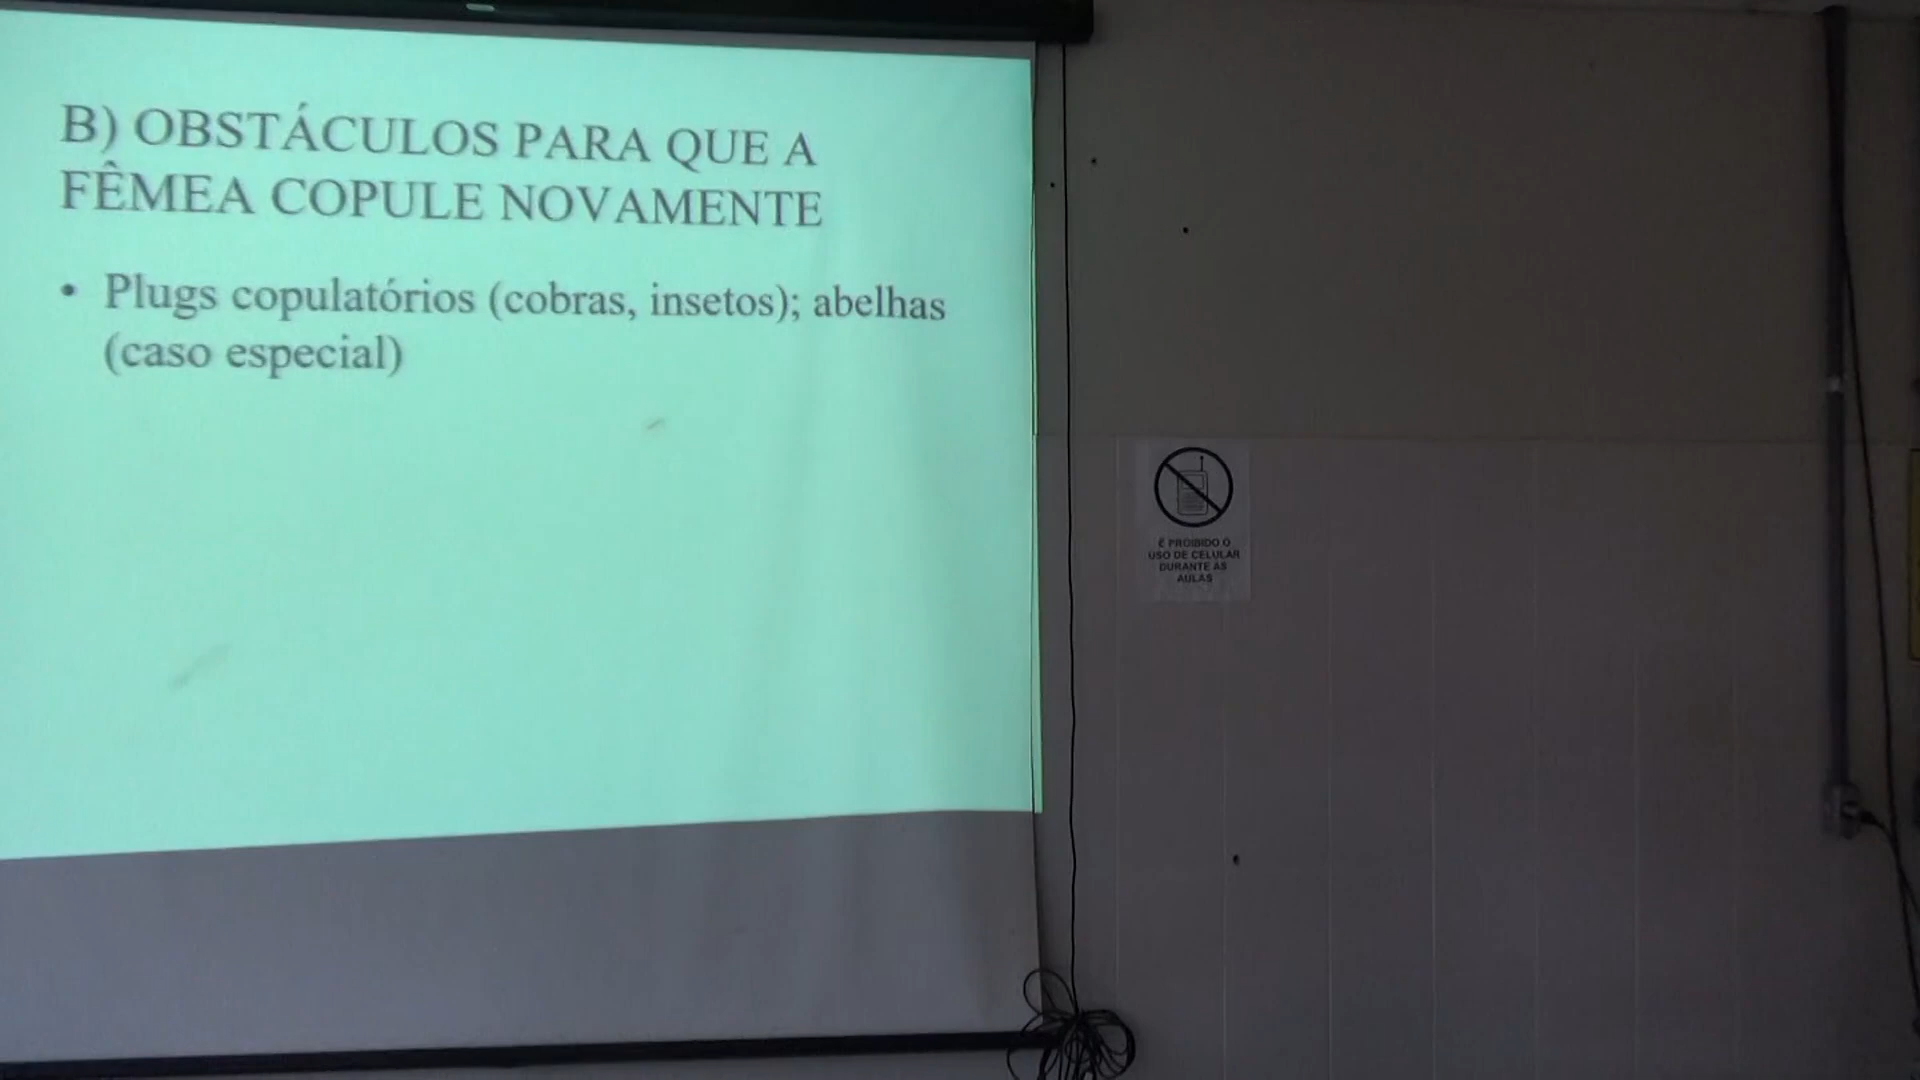 B) OBSTÁCULOS PARA QUE A
FÊMEA COPULE NOVAMENTE
• Plugs copulatórios (cobras, insetos); abelhas
(caso especial)
É PROIBIDO O
USO DE CELULAR
DURANTE AS
AULAS